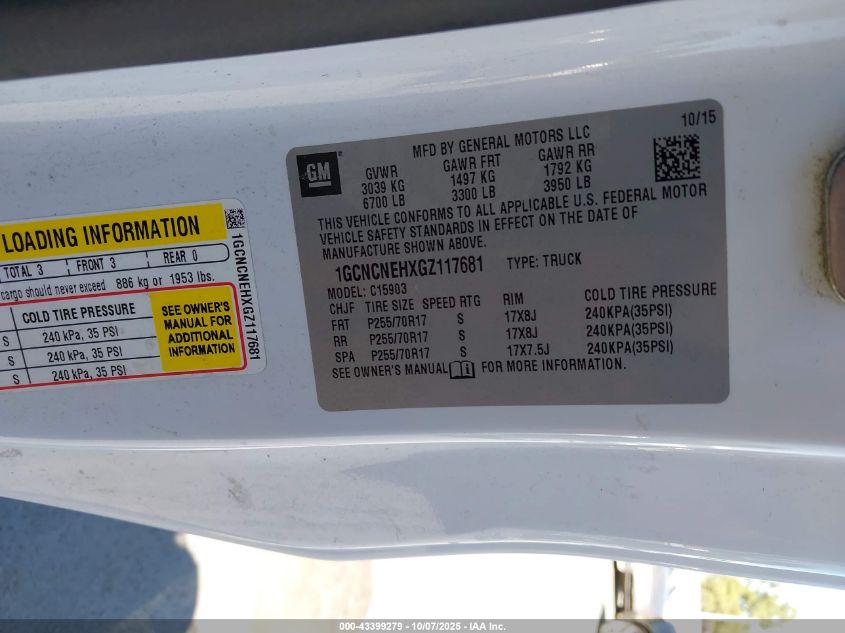 LOADING INFORMATION
TOTAL 3 FRONT 3 REAR 0
cargo should never exceed 886 kg or 1953 lbs.
COLD TIRE PRESSURE
S 240 kPa, 35 PSI
S 240 kPa, 35 PSI
S 240 kPa, 35 PSI
SEE OWNER'S
MANUAL FOR
ADDITIONAL
INFORMATION
1GCNCNEHXGZ117681
GM
10/15
MFD BY GENERAL MOTORS LLC
GVWR GAWR FRT GAWR RR
3039 KG 1497 KG 1792 KG
6700 LB 3300 LB 3950 LB
THIS VEHICLE CONFORMS TO ALL APPLICABLE U.S. FEDERAL MOTOR
VEHICLE SAFETY STANDARDS IN EFFECT ON THE DATE OF
MANUFACTURE SHOWN ABOVE.
1GCNCNEHXGZ117681 TYPE: TRUCK
MODEL: C15903
CHJF TIRE SIZE SPEED RTG RIM COLD TIRE PRESSURE
FRT P255/70R17 S 17X8J 240KPA(35PSI)
RR P255/70R17 S 17X8J 240KPA(35PSI)
SPA P255/70R17 S 17X7.5J 240KPA(35PSI)
SEE OWNER'S MANUAL FOR MORE INFORMATION.
000-43399279 - 10/07/2025 - IAA Inc.